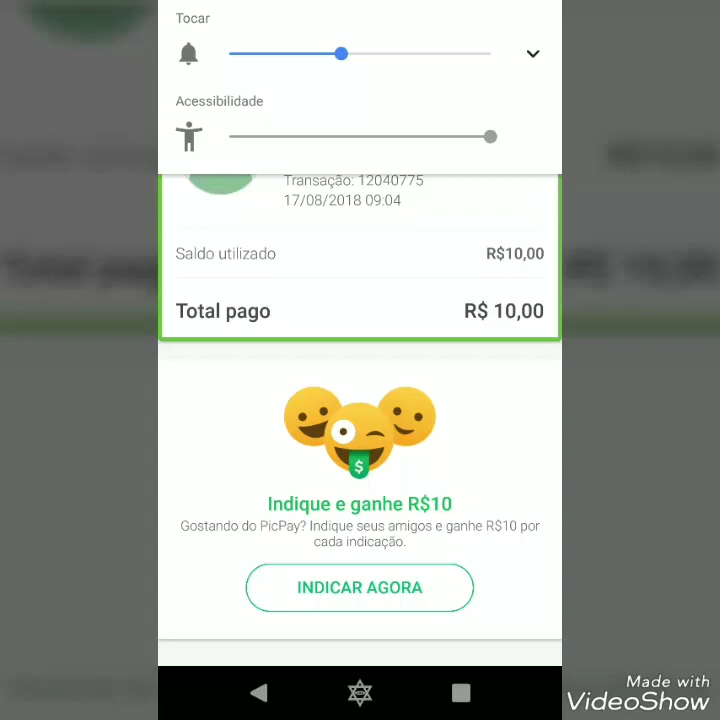 Tocar
Acessibilidade
Transação: 12040775
17/08/2018 09:04
Saldo utilizado R$10,00
Total pago R$ 10,00
$
Indique e ganhe R$10
Gostando do PicPay? Indique seus amigos e ganhe R$10 por
cada indicação.
INDICAR AGORA
Made with
VideoShow